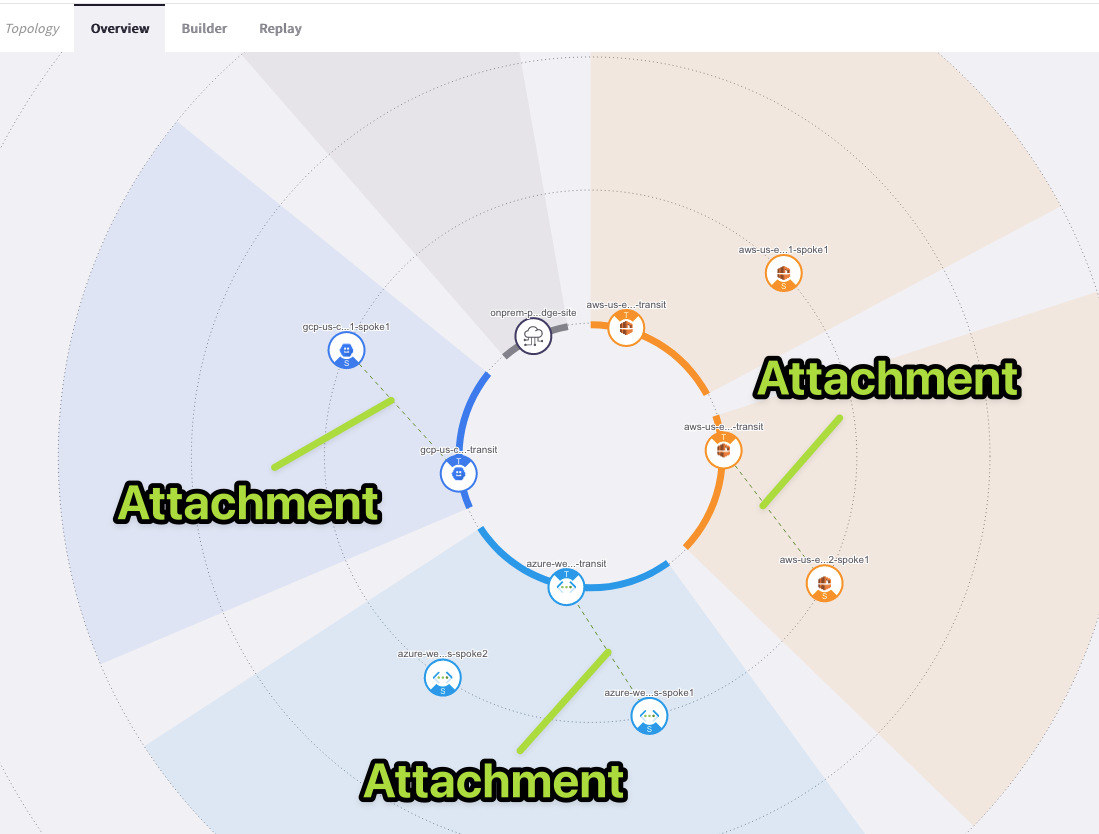 Topology Overview Builder Replay
aws-us-e...1-spoke1
aws-us-e...-transit
onprem-p...dge-site
gcp-us-c...1-spoke1
S
T
S
Attachment
aws-us-e...-transit
T
gcp-us-c...-transit
T
Attachment
aws-us-e...2-spoke1
S
azure-we...-transit
T
azure-we...s-spoke2
S
azure-we...s-spoke1
S
Attachment